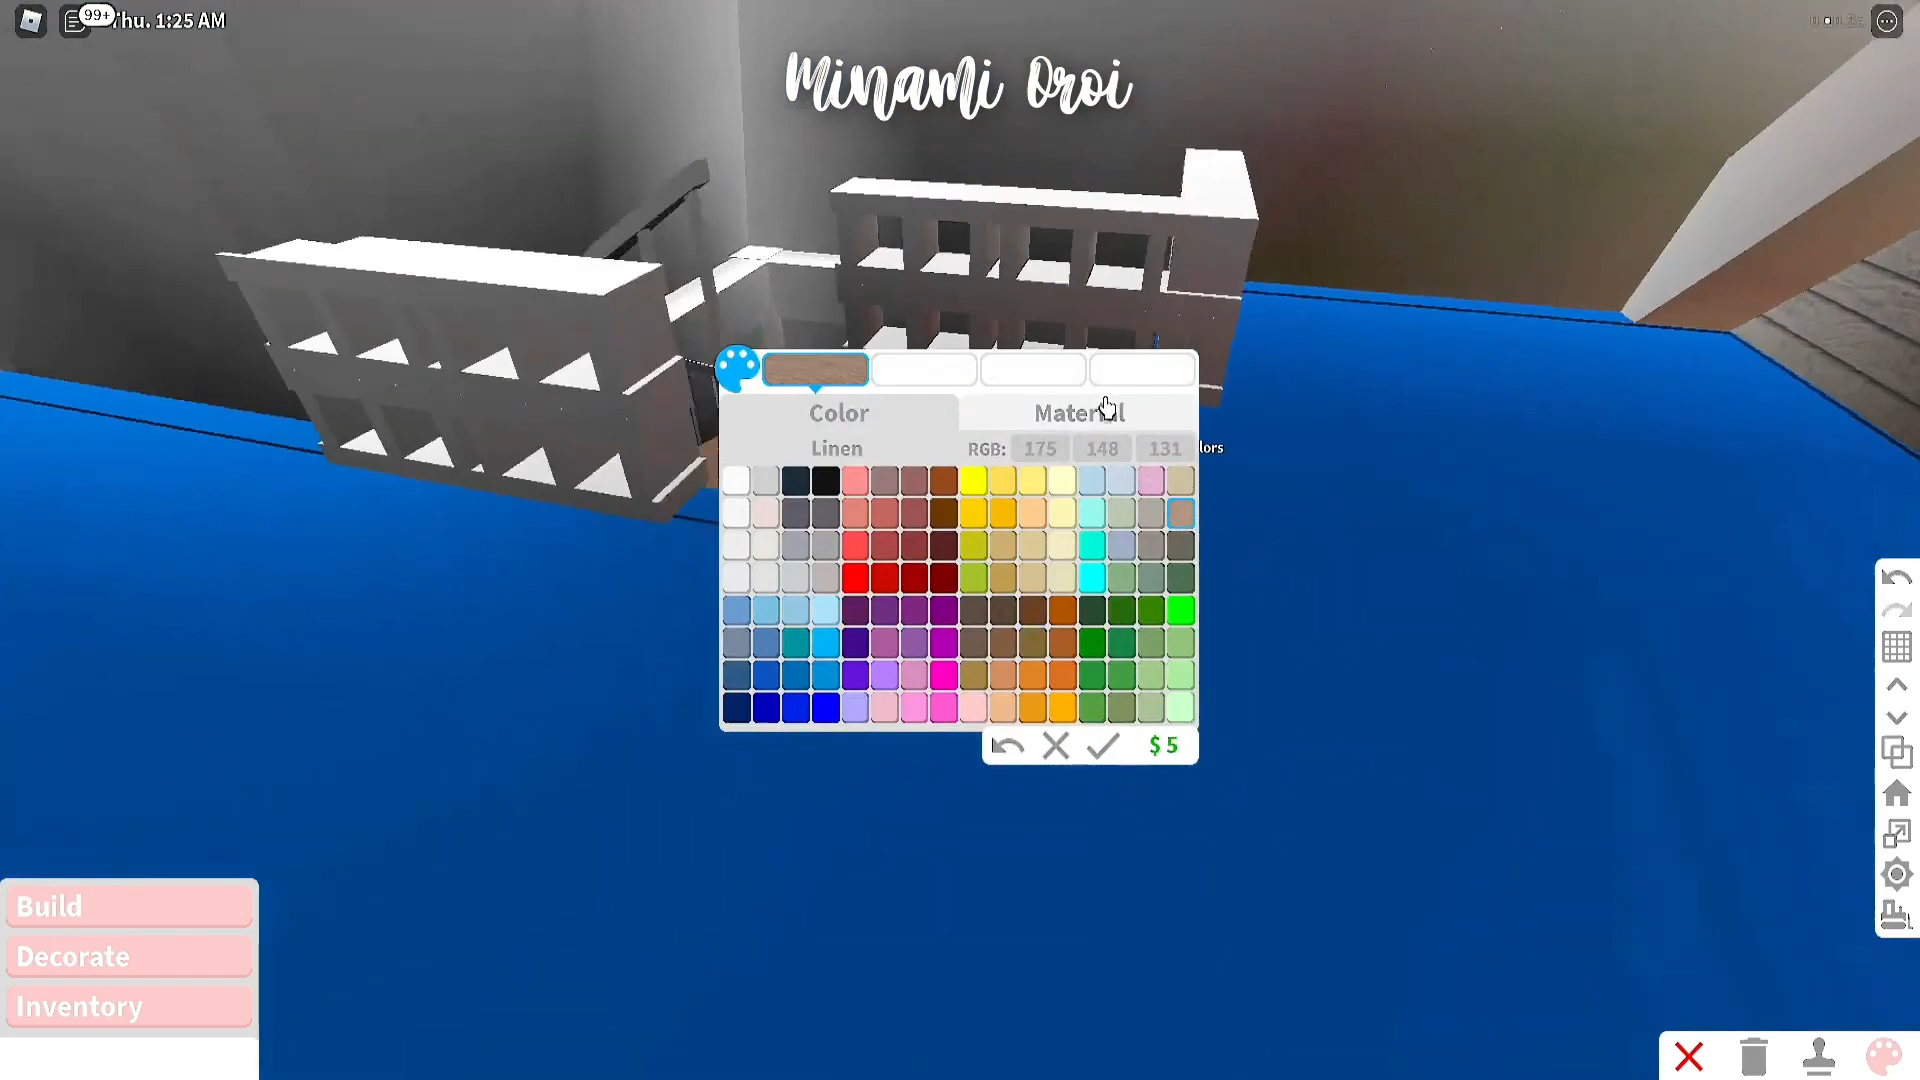 99+
Thu. 1:25 AM
Minami Oroi
Color
Material
Linen
RGB: 175 148 131
lors
$5
Build
Decorate
Inventory